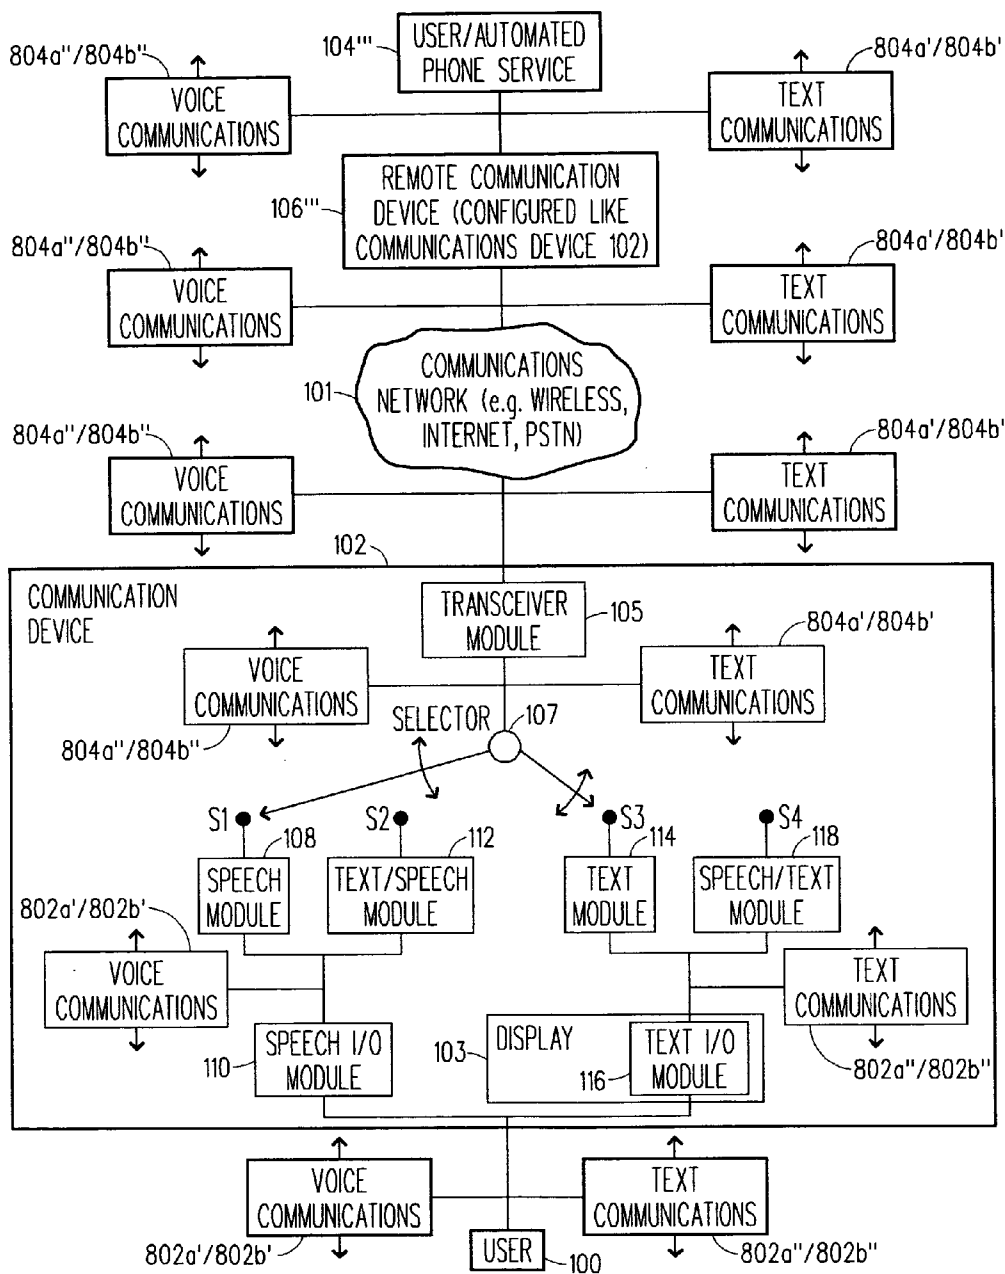 804a"/804b"
104'''
USER/AUTOMATED
PHONE SERVICE
804a'/804b'
VOICE
COMMUNICATIONS
TEXT
COMMUNICATIONS
106'''
REMOTE COMMUNICATION
DEVICE (CONFIGURED LIKE
COMMUNICATIONS DEVICE 102)
804a"/804b"
804a'/804b'
VOICE
COMMUNICATIONS
TEXT
COMMUNICATIONS
101
COMMUNICATIONS
NETWORK (e.g. WIRELESS,
INTERNET, PSTN)
804a"/804b"
804a'/804b'
VOICE
COMMUNICATIONS
TEXT
COMMUNICATIONS
102
COMMUNICATION
DEVICE
TRANSCEIVER
MODULE
105
804a'/804b'
VOICE
COMMUNICATIONS
TEXT
COMMUNICATIONS
804a"/804b"
SELECTOR
107
S1
S2
S3
S4
108
112
114
118
SPEECH
MODULE
TEXT/SPEECH
MODULE
TEXT
MODULE
SPEECH/TEXT
MODULE
802a'/802b'
VOICE
COMMUNICATIONS
TEXT
COMMUNICATIONS
802a"/802b"
110
SPEECH I/O
MODULE
103
DISPLAY
116
TEXT I/O
MODULE
VOICE
COMMUNICATIONS
TEXT
COMMUNICATIONS
802a'/802b'
802a"/802b"
USER
100